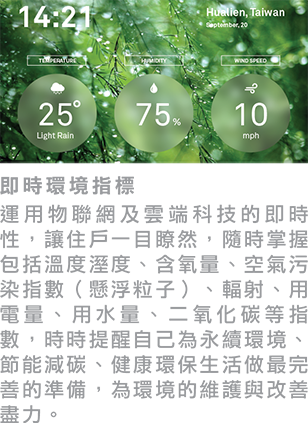 14:21
Hualien, Taiwan
September, 20
TEMPERATURE
HUMIDITY
WIND SPEED
25°
Light Rain
75%
10
mph
即時環境指標
運用物聯網及雲端科技的即時
性，讓住戶一目瞭然，隨時掌握
包括溫度溼度、含氧量、空氣污
染指數（懸浮粒子）、輻射、用
電量、用水量、二氧化碳等指
數，時時提醒自己為永續環境、
節能減碳、健康環保生活做最完
善的準備，為環境的維護與改善
盡力。